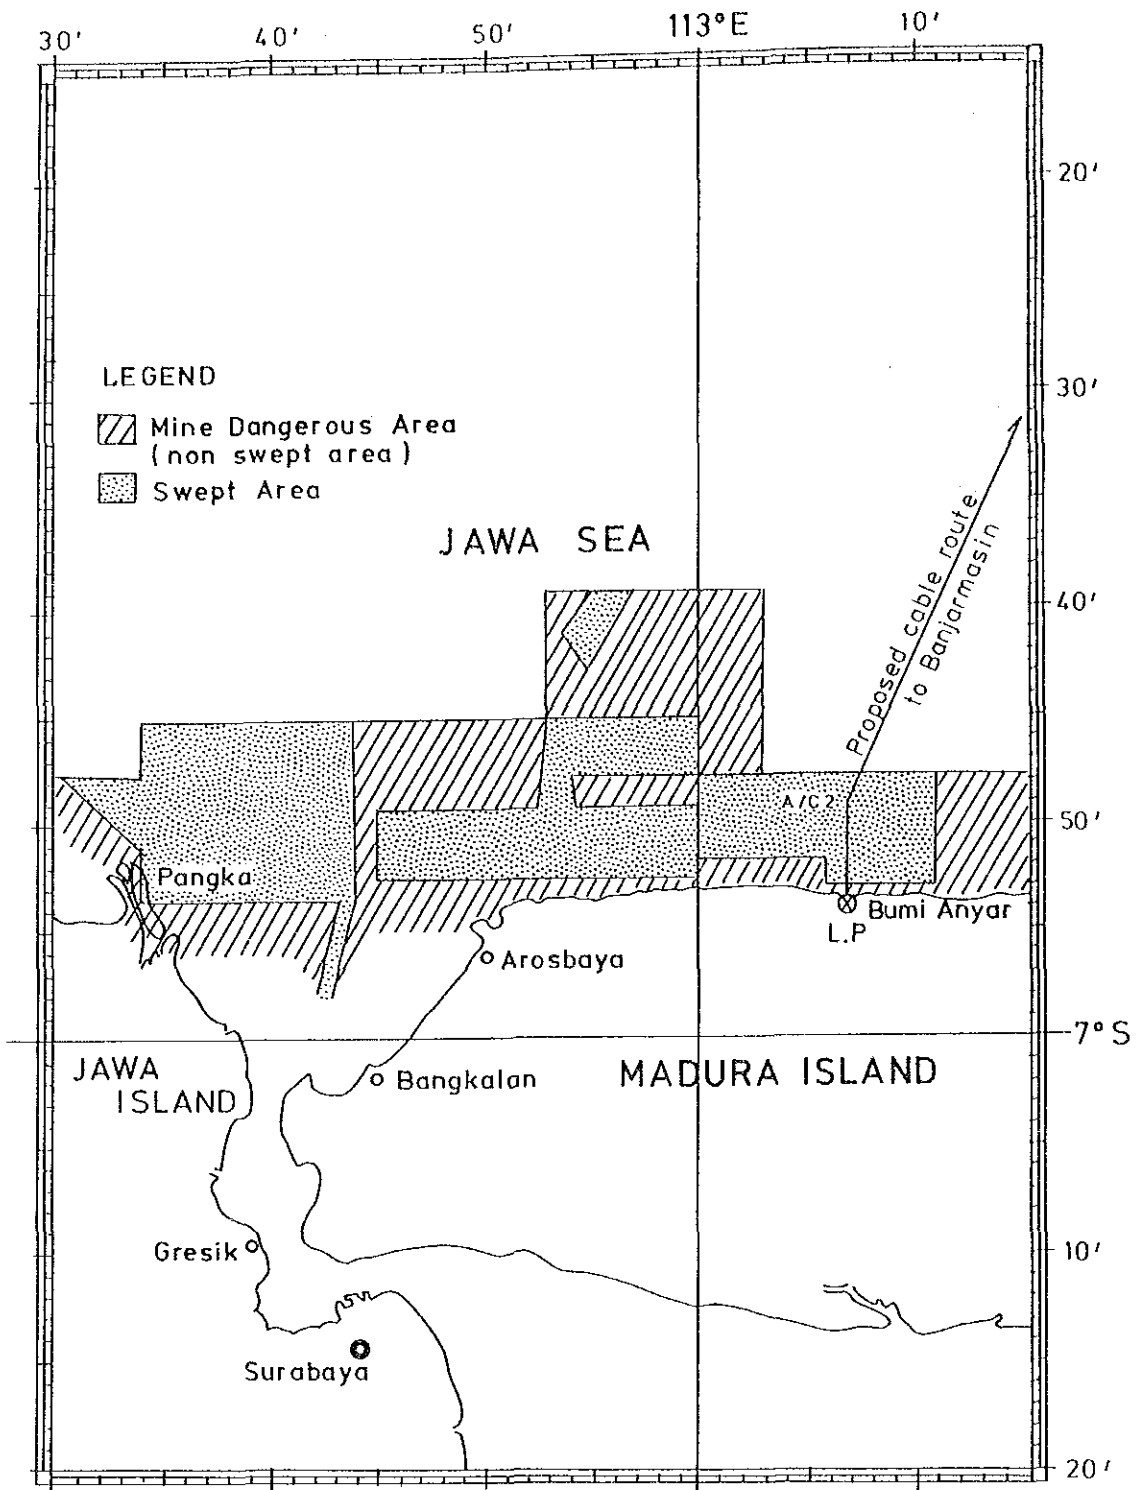 30' 40' 50' 113°E 10'
20'
30'
LEGEND
Mine Dangerous Area
(non swept area)
Swept Area
JAWA SEA
Proposed cable route
to Banjarmasin
40'
A/C2
50'
Pangka
Bumi Anyar
L.P
Arosbaya
7°S
JAWA
ISLAND
Bangkalan
MADURA ISLAND
Gresik
10'
Surabaya
20'